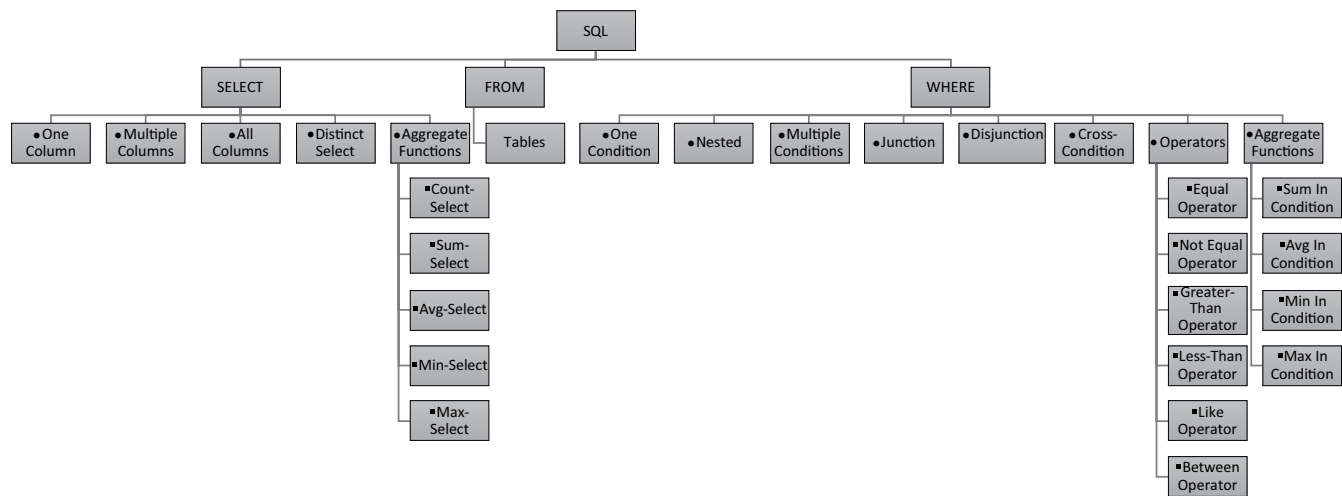 SQL
SELECT
FROM
WHERE
●One
Column
●Multiple
Columns
●All
Columns
●Distinct
Select
●Aggregate
Functions
Tables
●One
Condition
●Nested
●Multiple
Conditions
●Junction
●Disjunction
●Cross-
Condition
●Operators
●Aggregate
Functions
▪Count-
Select
▪Sum-
Select
▪Avg-Select
▪Min-Select
▪Max-
Select
▪Equal
Operator
▪Not Equal
Operator
▪Greater-
Than
Operator
▪Less-Than
Operator
▪Like
Operator
▪Between
Operator
▪Sum In
Condition
▪Avg In
Condition
▪Min In
Condition
▪Max In
Condition